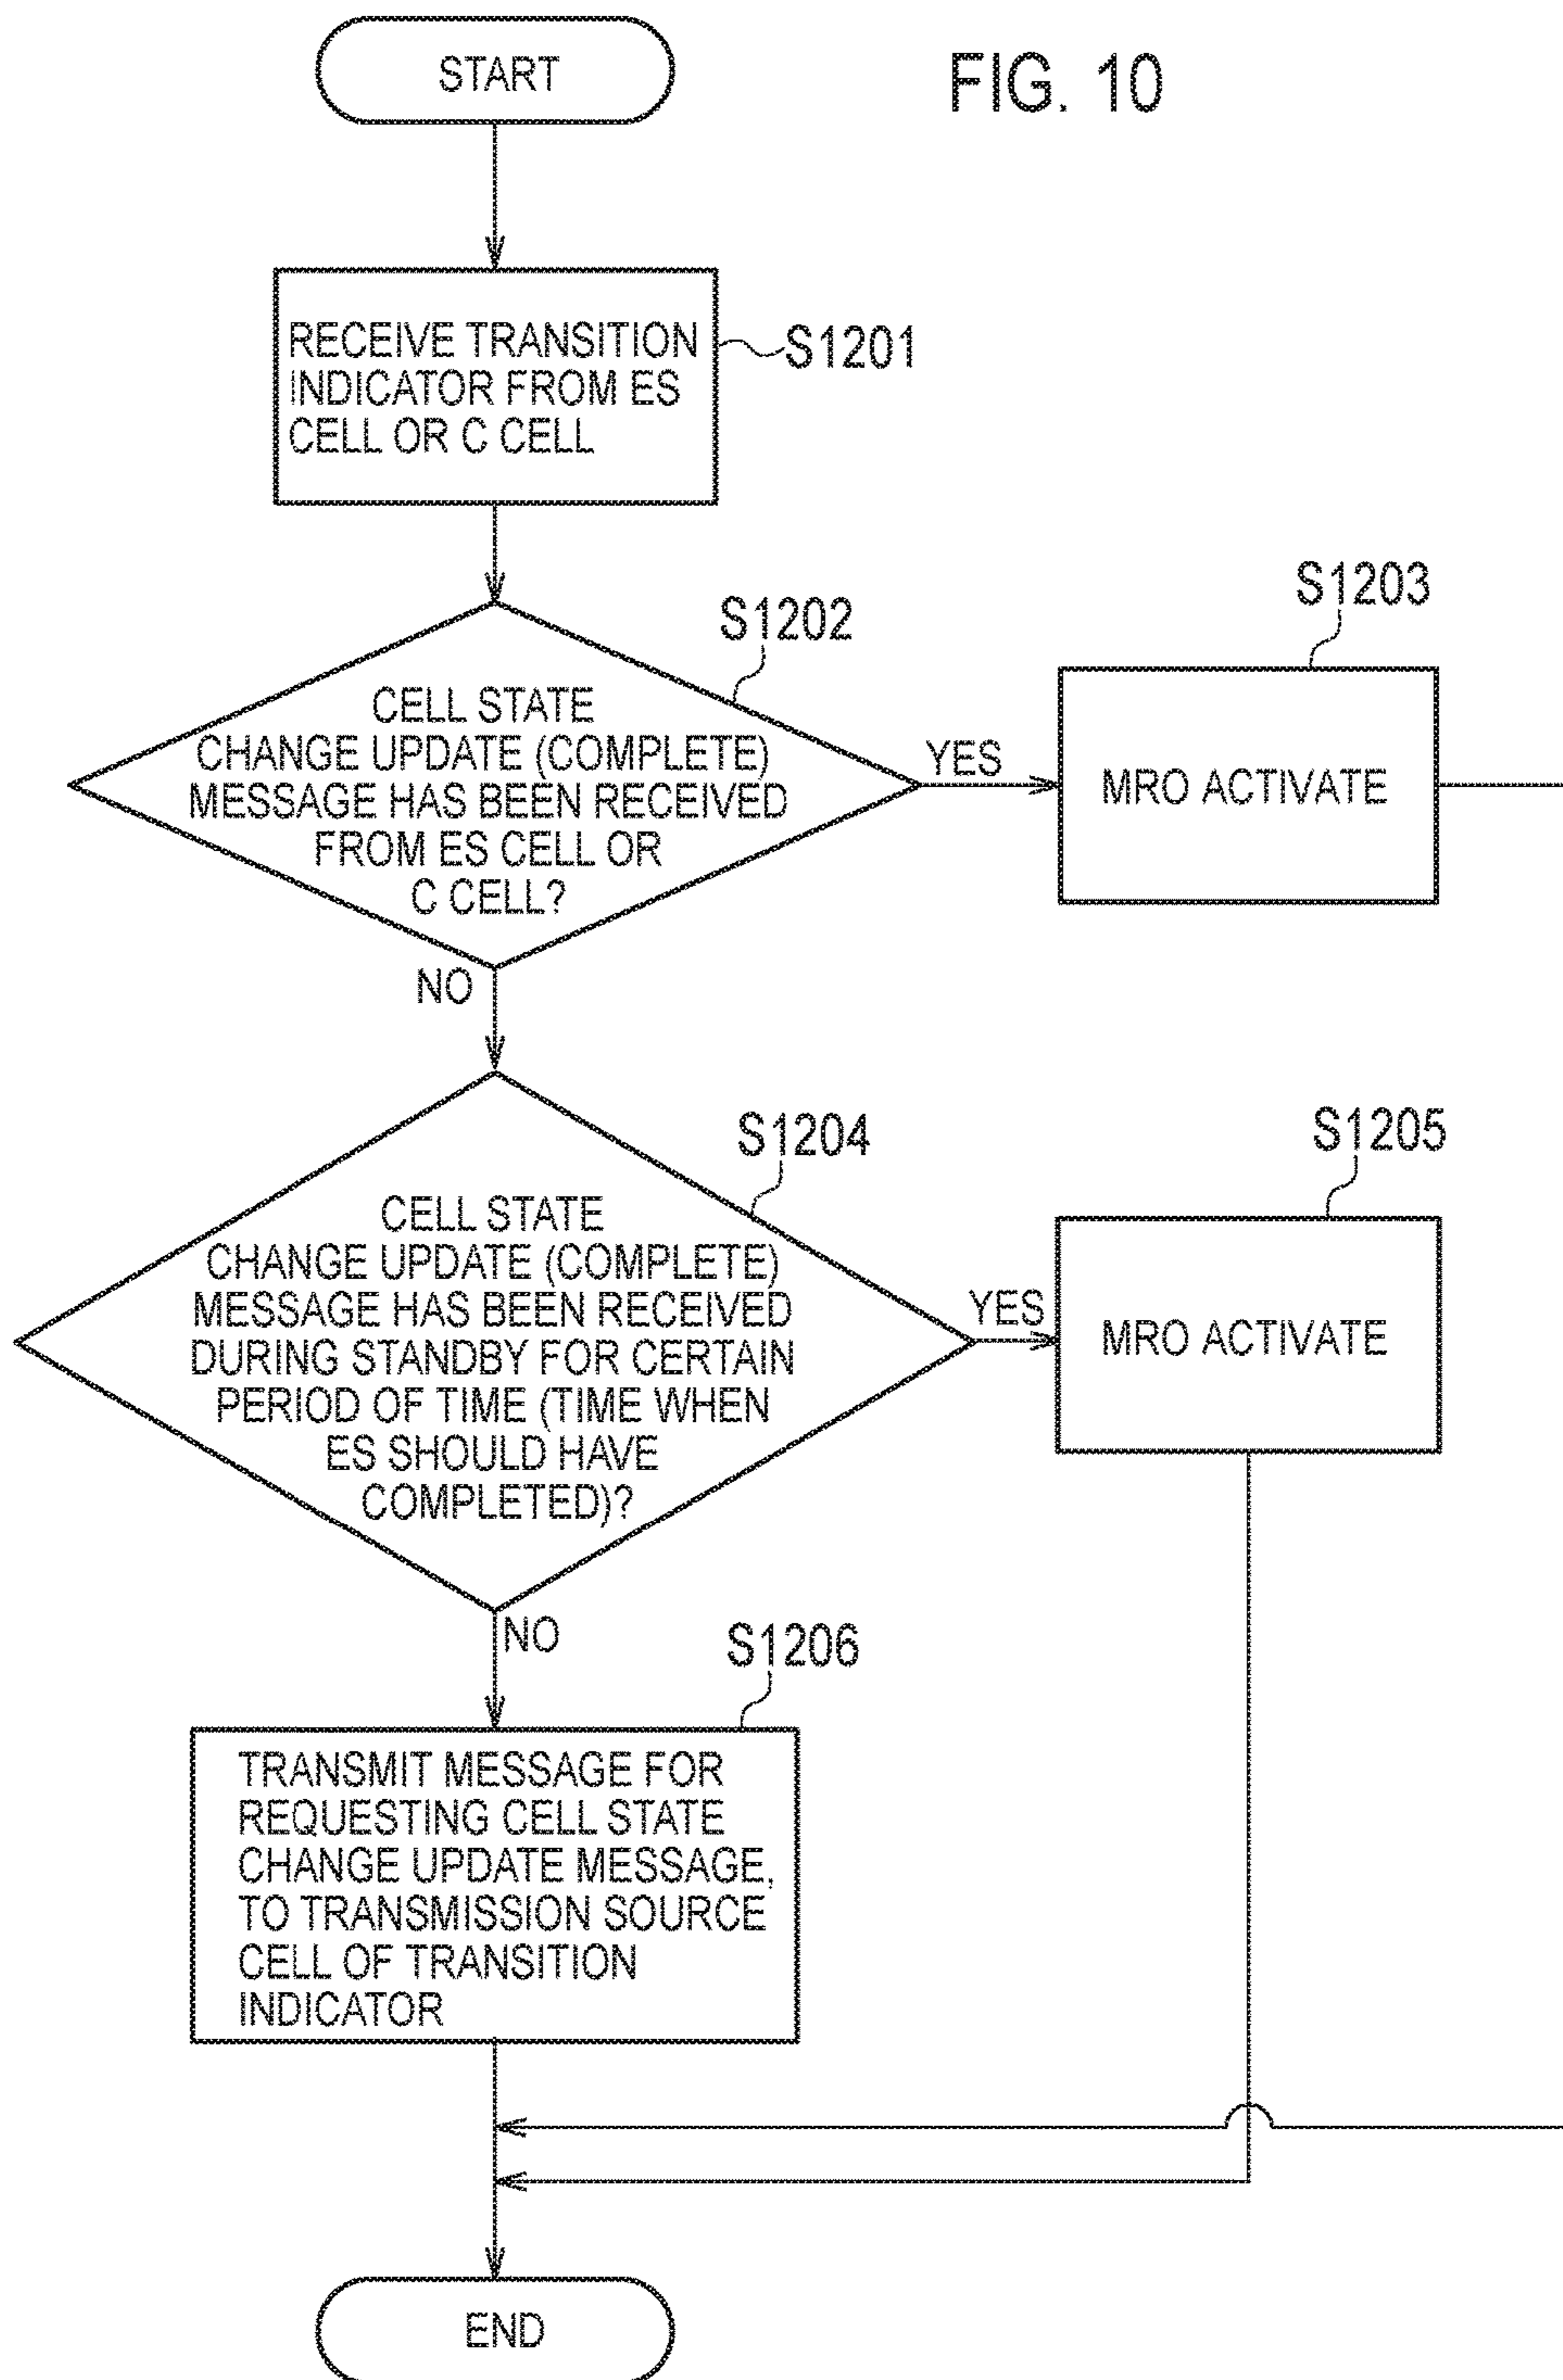 START
FIG. 10
RECEIVE TRANSITION
INDICATOR FROM ES
CELL OR C CELL
S1201
S1202
CELL STATE
CHANGE UPDATE (COMPLETE)
MESSAGE HAS BEEN RECEIVED
FROM ES CELL OR
C CELL?
YES
S1203
MRO ACTIVATE
NO
S1204
CELL STATE
CHANGE UPDATE (COMPLETE)
MESSAGE HAS BEEN RECEIVED
DURING STANDBY FOR CERTAIN
PERIOD OF TIME (TIME WHEN
ES SHOULD HAVE
COMPLETED)?
YES
S1205
MRO ACTIVATE
NO
S1206
TRANSMIT MESSAGE FOR
REQUESTING CELL STATE
CHANGE UPDATE MESSAGE,
TO TRANSMISSION SOURCE
CELL OF TRANSITION
INDICATOR
END